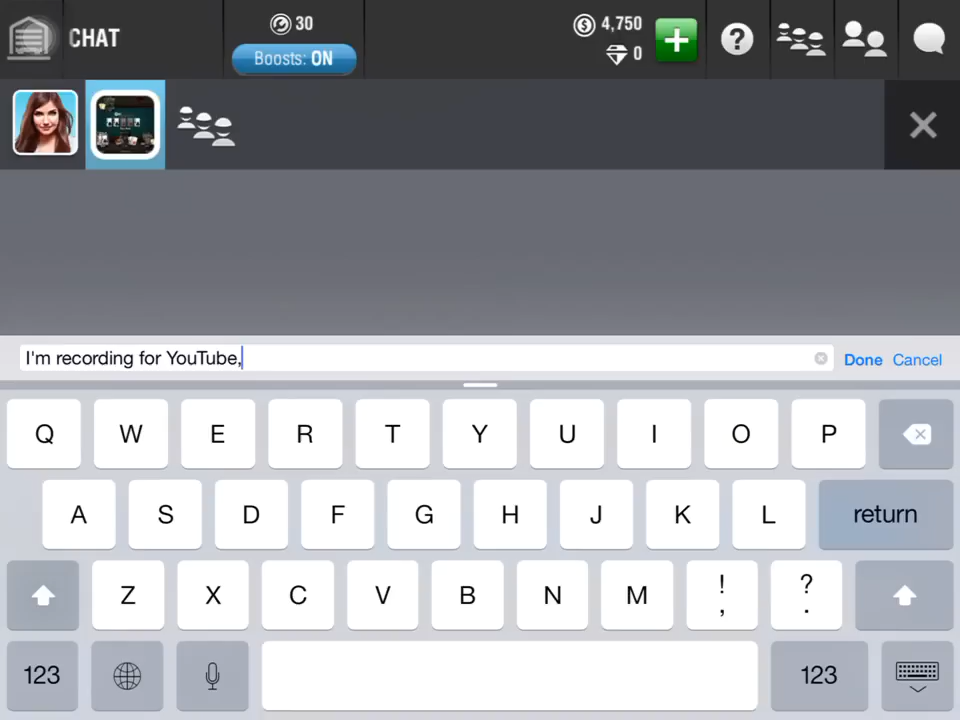 CHAT
30
Boosts: ON
4,750
0
?
I'm recording for YouTube,
Done
Cancel
Q W E R T Y U I O P
A S D F G H J K L return
Z X C V B N M ! , ? .
123 123